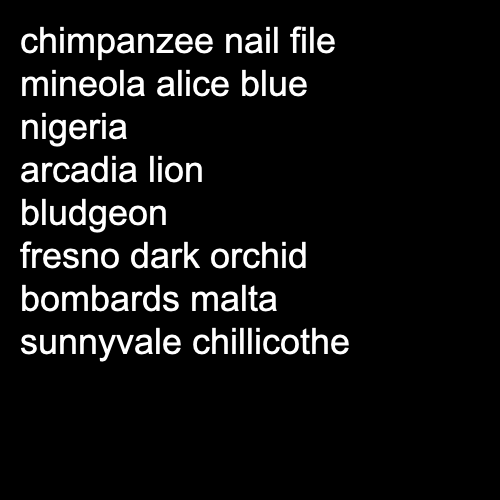 chimpanzee nail file
mineola alice blue
nigeria
arcadia lion
bludgeon
fresno dark orchid
bombards malta
sunnyvale chillicothe